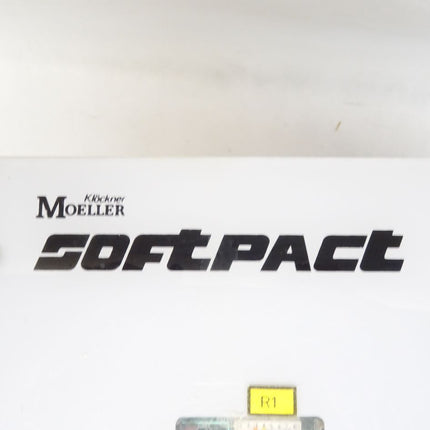 Klöckner
MOELLER
SOFtPACt
R1